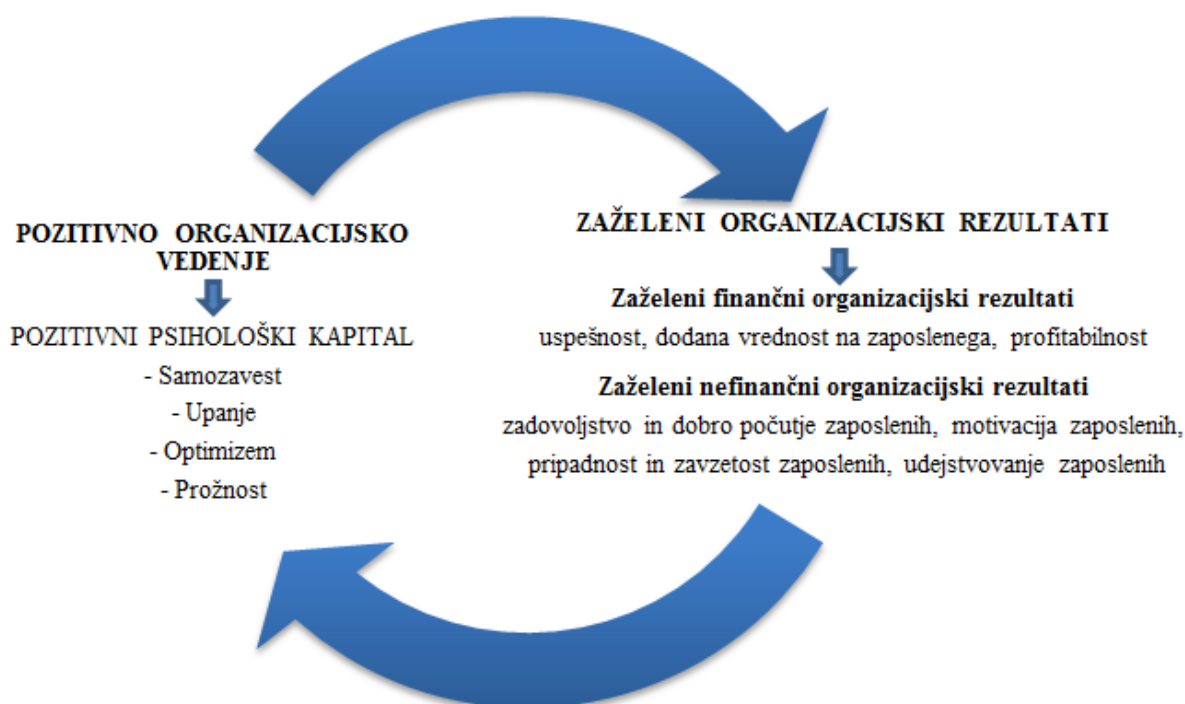 POZITIVNO ORGANIZACIJSKO
VEDENJE
POZITIVNI PSIHOLOŠKI KAPITAL
- Samozavest
- Upanje
- Optimizem
- Prožnost
ZAŽELENI ORGANIZACIJSKI REZULTATI
Zaželeni finančni organizacijski rezultati
uspešnost, dodana vrednost na zaposlenega, profitabilnost
Zaželeni nefinančni organizacijski rezultati
zadovoljstvo in dobro počutje zaposlenih, motivacija zaposlenih,
pripadnost in zavzetost zaposlenih, udejstvovanje zaposlenih